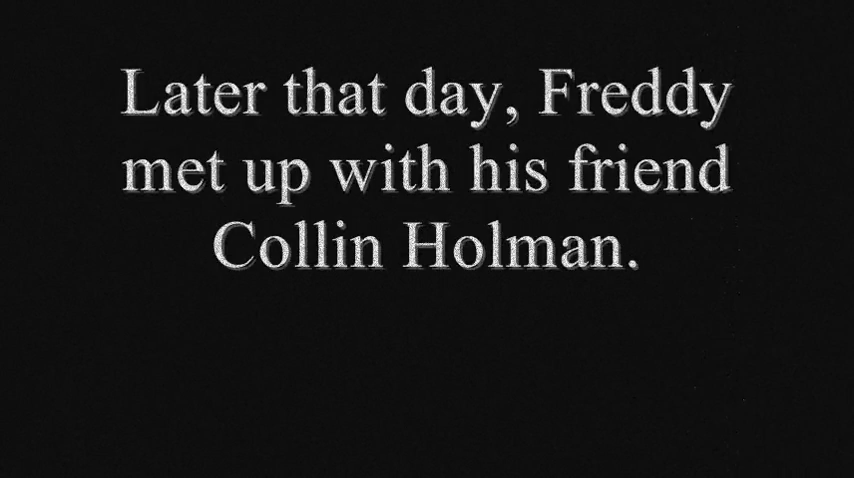 Later that day, Freddy
met up with his friend
Collin Holman.